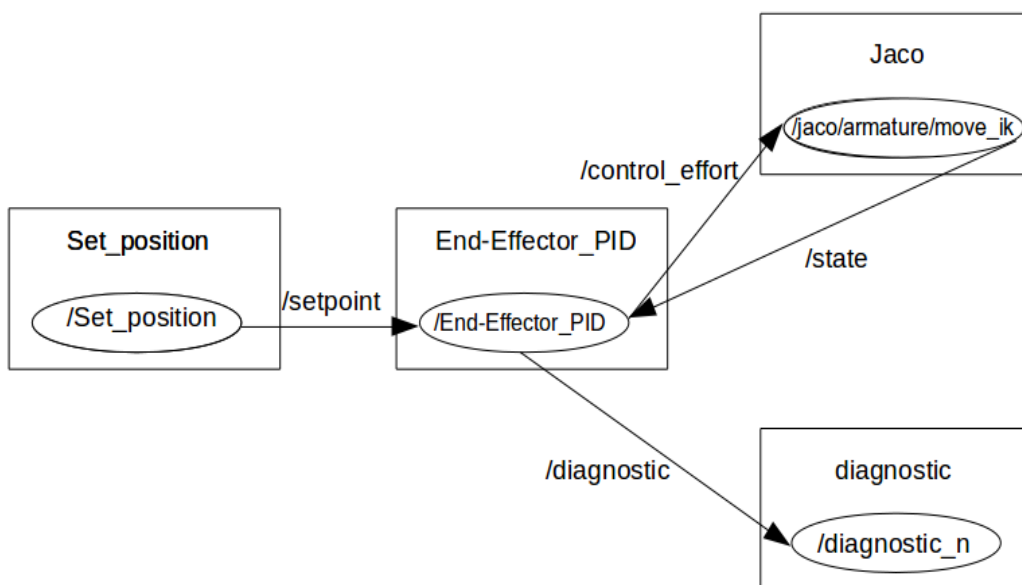 Jaco
/jaco/armature/move_ik
/control_effort
Set_position
End-Effector_PID
/state
/setpoint
/Set_position
/End-Effector_PID
/diagnostic
diagnostic
/diagnostic_n